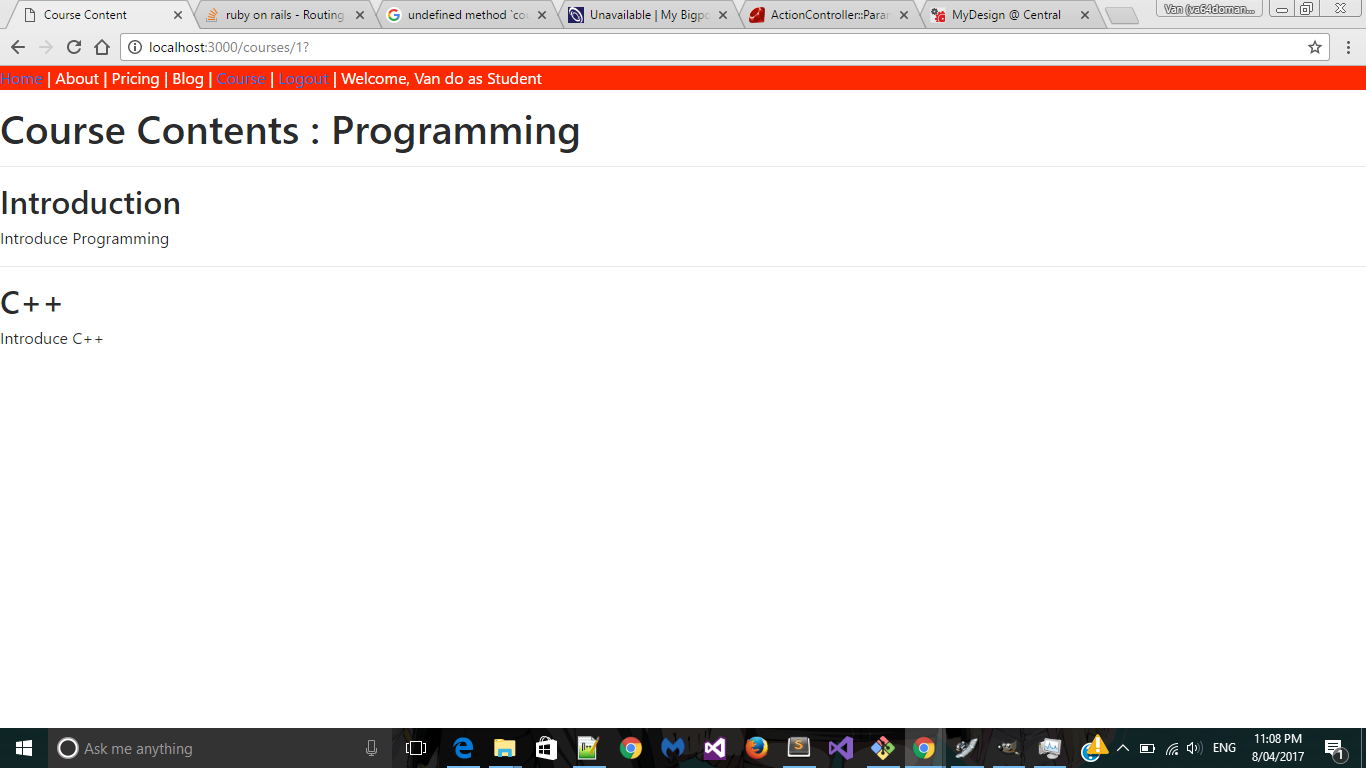 Course Content
ruby on rails - Routing
undefined method `cou
Unavailable | My Bigpo
ActionController::Param
MyDesign @ Central
Van (va64doman...
localhost:3000/courses/1?
Home | About | Pricing | Blog | Course | Logout | Welcome, Van do as Student
Course Contents : Programming
Introduction
Introduce Programming
C++
Introduce C++
Ask me anything
ENG
11:08 PM
8/04/2017
1